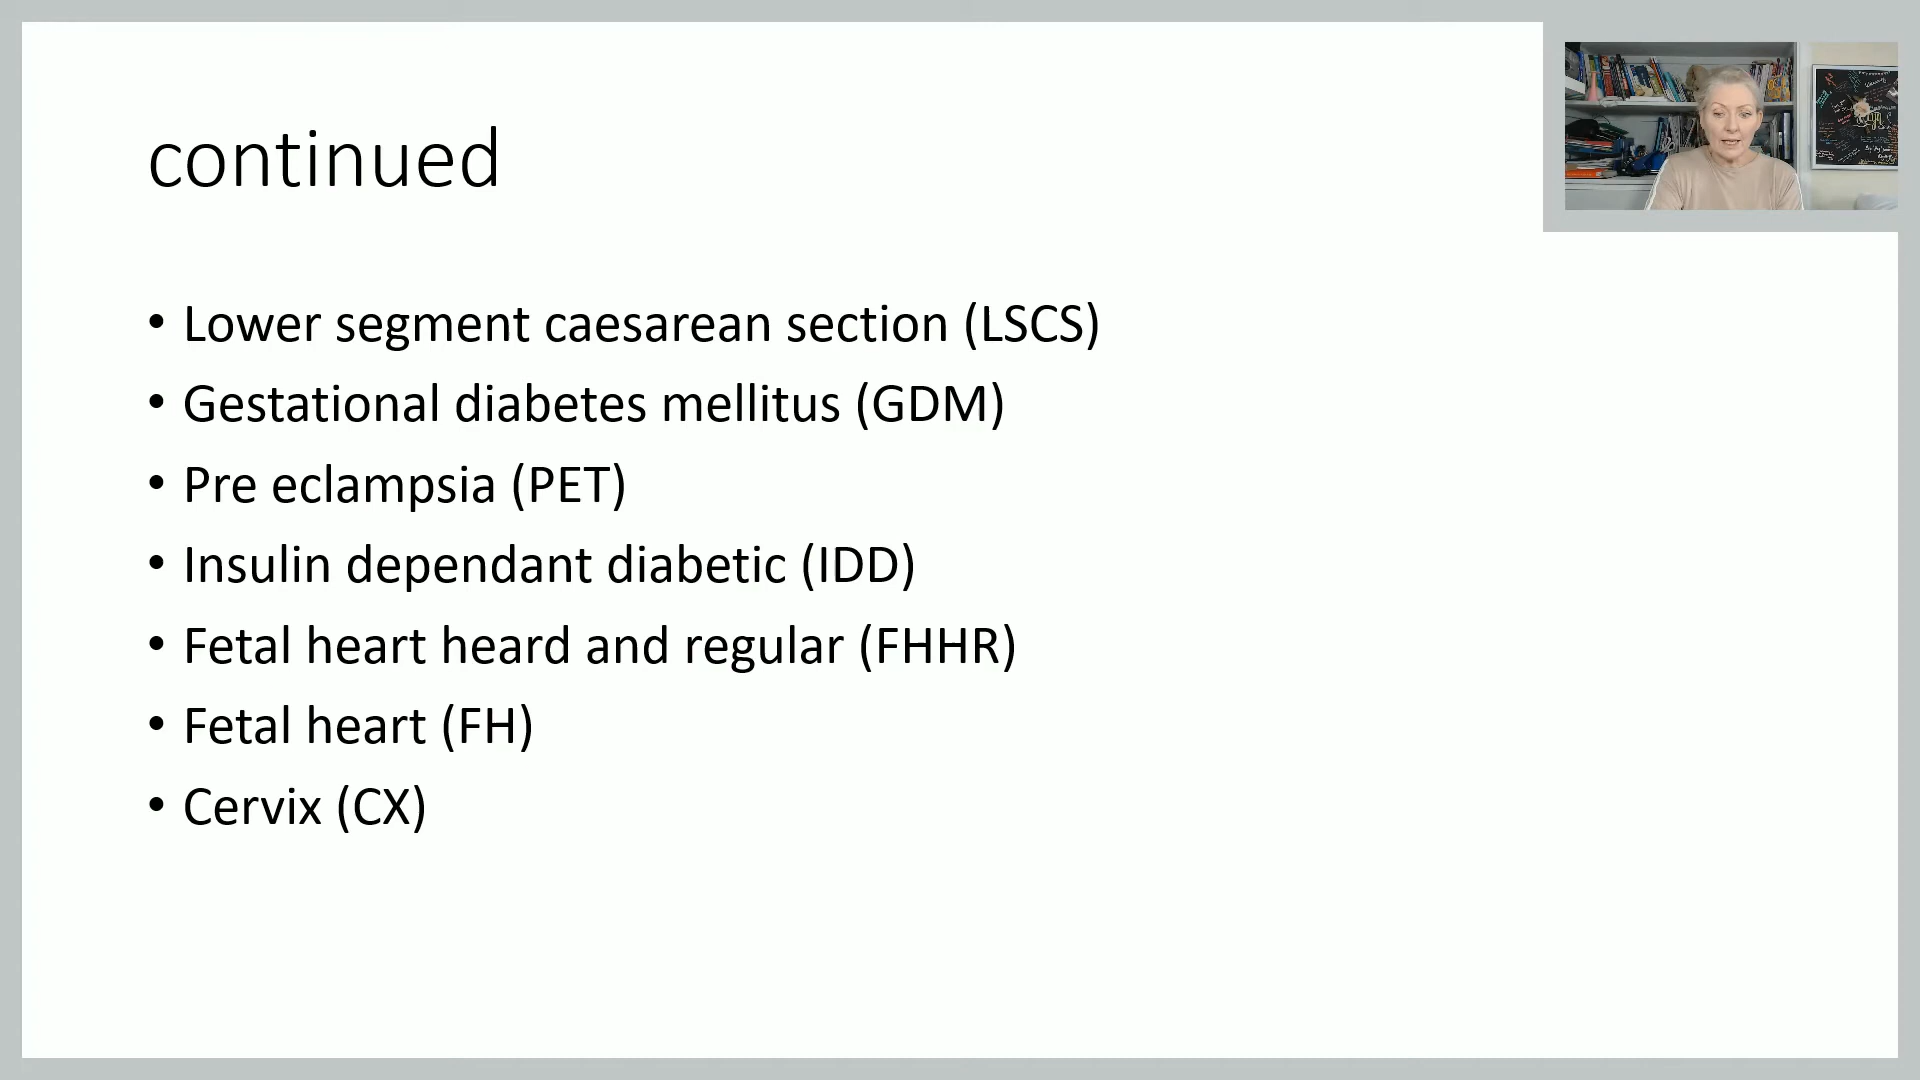 continued
• Lower segment caesarean section (LSCS)
• Gestational diabetes mellitus (GDM)
• Pre eclampsia (PET)
• Insulin dependant diabetic (IDD)
• Fetal heart heard and regular (FHHR)
• Fetal heart (FH)
• Cervix (CX)